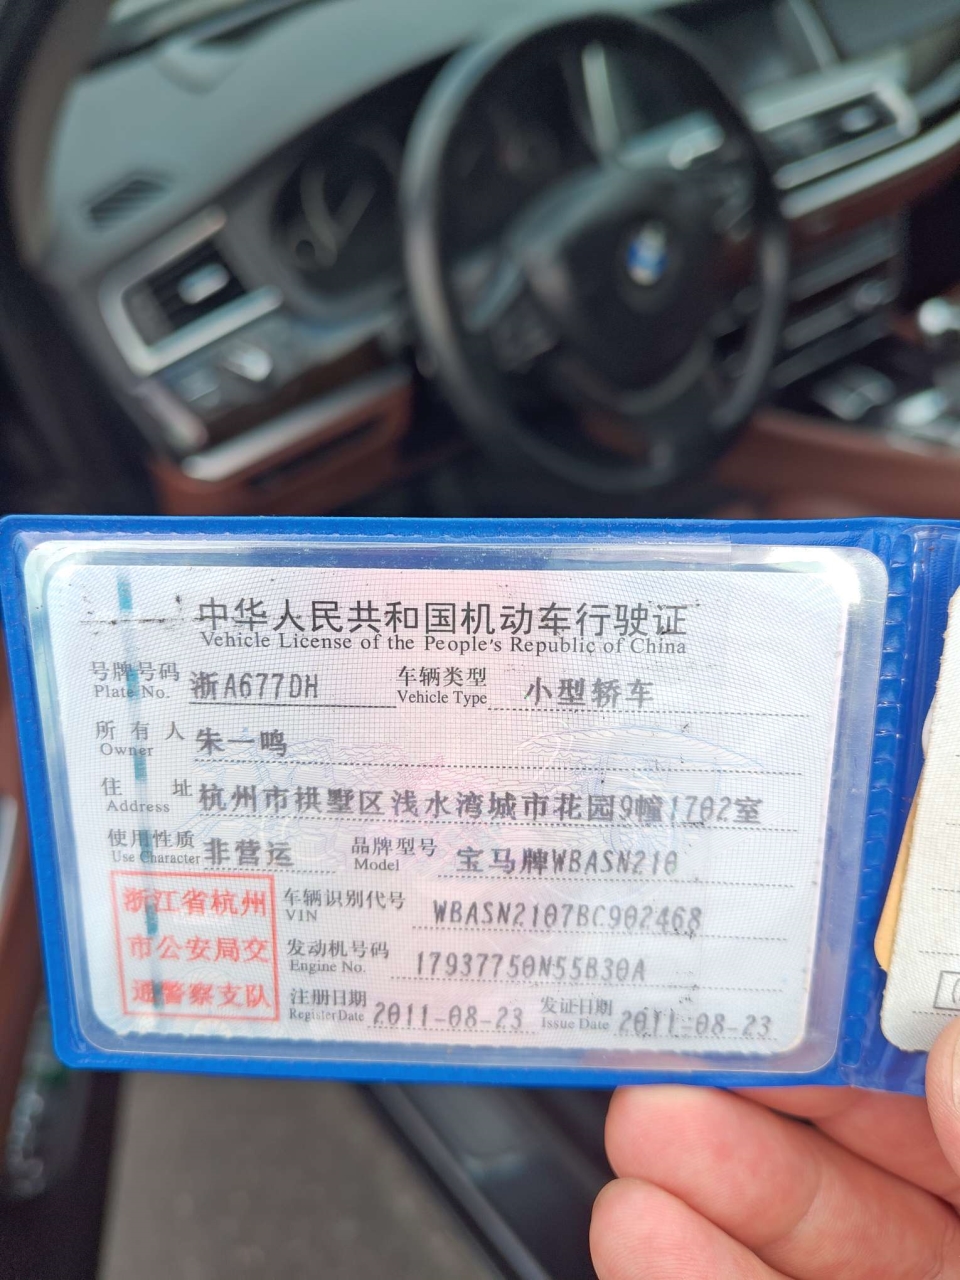 中华人民共和国机动车行驶证
Vehicle License of the People's Republic of China
号牌号码 浙A677DH 车辆类型 小型轿车
Plate No. Vehicle Type
所有人 朱一鸣
Owner
住址 杭州市拱墅区浅水湾城市花园9幢1702室
Address
使用性质 非营运 品牌型号 宝马牌WBASN210
Use Character Model
浙江省杭州
市公安局交
通警察支队
车辆识别代号 WBASN2107BC902468
VIN
发动机号码 17937750N55B30A
Engine No.
注册日期 2011-08-23 发证日期 2011-08-23
Register Date Issue Date